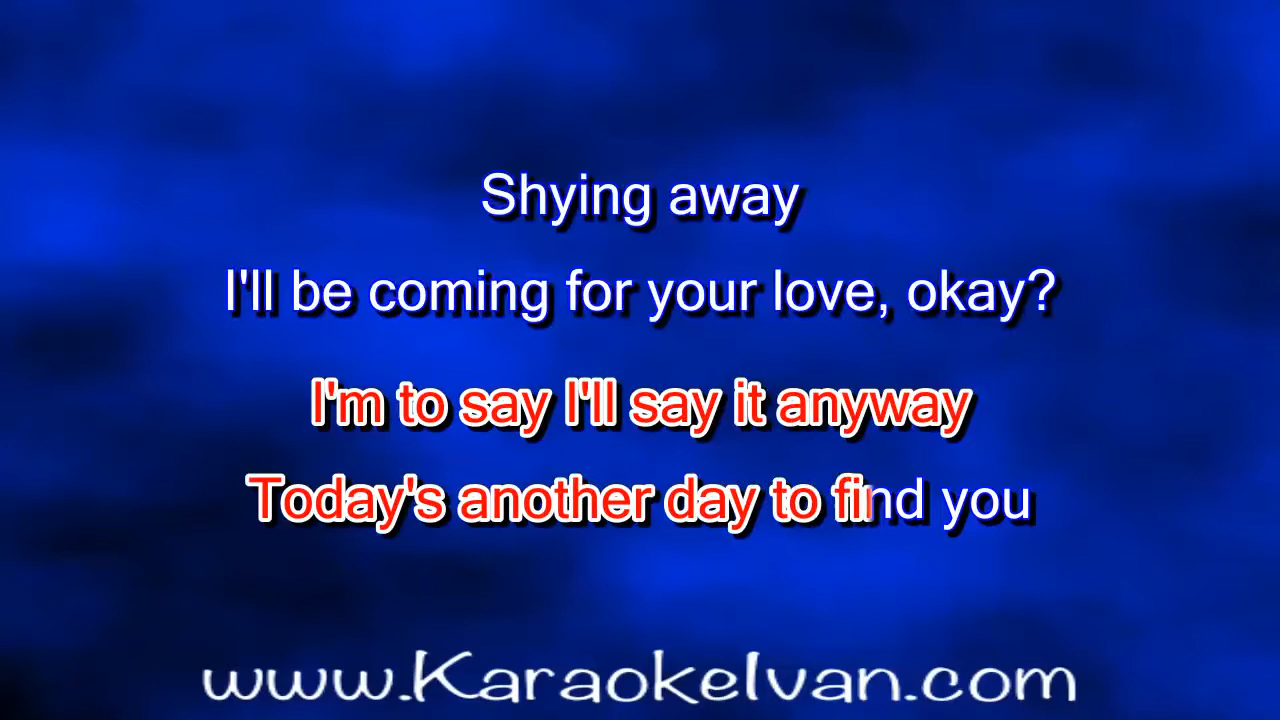 Shying away
I'll be coming for your love, okay?
I'm to say I'll say it anyway
Today's another day to find you
www.KaraokeIvan.com